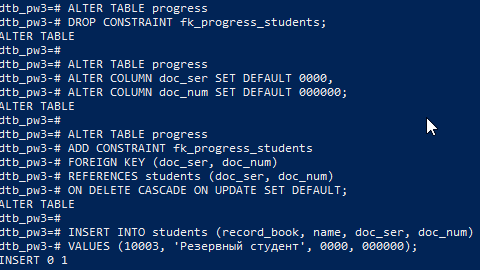 dtb_pw3=# ALTER TABLE progress
dtb_pw3-# DROP CONSTRAINT fk_progress_students;
ALTER TABLE
dtb_pw3=#
dtb_pw3=# ALTER TABLE progress
dtb_pw3-# ALTER COLUMN doc_ser SET DEFAULT 0000,
dtb_pw3-# ALTER COLUMN doc_num SET DEFAULT 000000;
ALTER TABLE
dtb_pw3=#
dtb_pw3=# ALTER TABLE progress
dtb_pw3-# ADD CONSTRAINT fk_progress_students
dtb_pw3-# FOREIGN KEY (doc_ser, doc_num)
dtb_pw3-# REFERENCES students (doc_ser, doc_num)
dtb_pw3-# ON DELETE CASCADE ON UPDATE SET DEFAULT;
ALTER TABLE
dtb_pw3=#
dtb_pw3=# INSERT INTO students (record_book, name, doc_ser, doc_num)
dtb_pw3-# VALUES (10003, 'Резервный студент', 0000, 000000);
INSERT 0 1